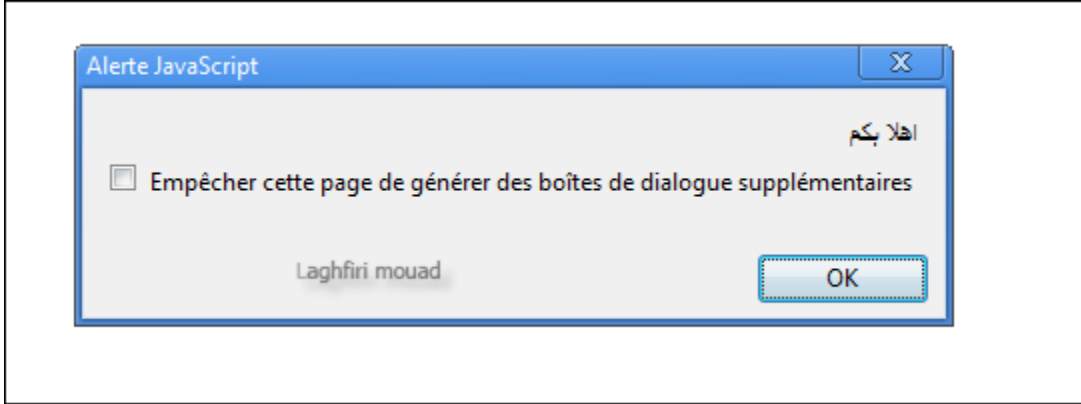 Alerte JavaScript
اهلا بكم
Empêcher cette page de générer des boîtes de dialogue supplémentaires
Laghfiri mouad
OK